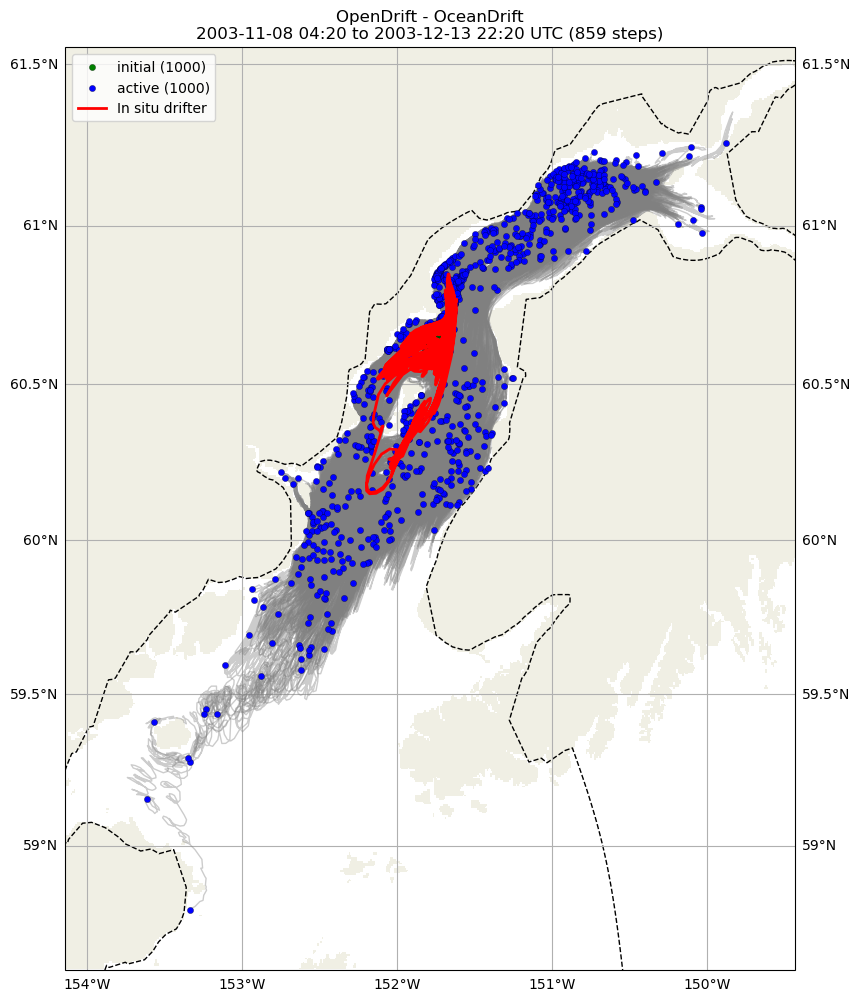 OpenDrift - OceanDrift
2003-11-08 04:20 to 2003-12-13 22:20 UTC (859 steps)
initial (1000)
active (1000)
In situ drifter
61.5°N
61.5°N
61°N
61°N
60.5°N
60.5°N
60°N
60°N
59.5°N
59.5°N
59°N
59°N
154°W
153°W
152°W
151°W
150°W